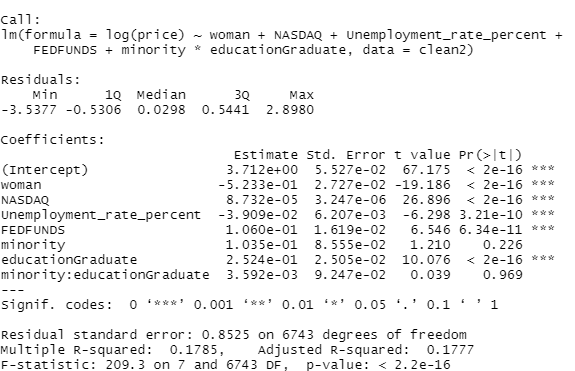 Call:
lm(formula = log(price) ~ woman + NASDAQ + Unemployment_rate_percent +
    FEDFUNDS + minority * educationGraduate, data = clean2)

Residuals:
    Min      1Q  Median      3Q     Max
-3.5377 -0.5306  0.0298  0.5441  2.8980

Coefficients:
                             Estimate Std. Error t value Pr(>|t|)
(Intercept)                 3.712e+00  5.527e-02  67.175  < 2e-16 ***
woman                      -5.233e-01  2.727e-02 -19.186  < 2e-16 ***
NASDAQ                      8.732e-05  3.247e-06  26.896  < 2e-16 ***
Unemployment_rate_percent  -3.909e-02  6.207e-03  -6.298 3.21e-10 ***
FEDFUNDS                    1.060e-01  1.619e-02   6.546 6.34e-11 ***
minority                    1.035e-01  8.555e-02   1.210    0.226
educationGraduate           2.524e-01  2.505e-02  10.076  < 2e-16 ***
minority:educationGraduate  3.592e-03  9.247e-02   0.039    0.969
---
Signif. codes:  0 ‘***’ 0.001 ‘**’ 0.01 ‘*’ 0.05 ‘.’ 0.1 ‘ ’ 1

Residual standard error: 0.8525 on 6743 degrees of freedom
Multiple R-squared:  0.1785,    Adjusted R-squared:  0.1777
F-statistic: 209.3 on 7 and 6743 DF,  p-value: < 2.2e-16